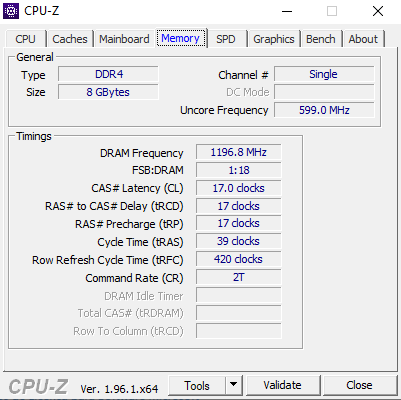 CPU-Z
CPU Caches Mainboard Memory SPD Graphics Bench About
General
Type DDR4 Channel # Single
Size 8 GBytes DC Mode
Uncore Frequency 599.0 MHz
Timings
DRAM Frequency 1196.8 MHz
FSB:DRAM 1:18
CAS# Latency (CL) 17.0 clocks
RAS# to CAS# Delay (tRCD) 17 clocks
RAS# Precharge (tRP) 17 clocks
Cycle Time (tRAS) 39 clocks
Row Refresh Cycle Time (tRFC) 420 clocks
Command Rate (CR) 2T
DRAM Idle Timer
Total CAS# (tRDRAM)
Row To Column (tRCD)
CPU-Z Ver. 1.96.1.x64 Tools Validate Close